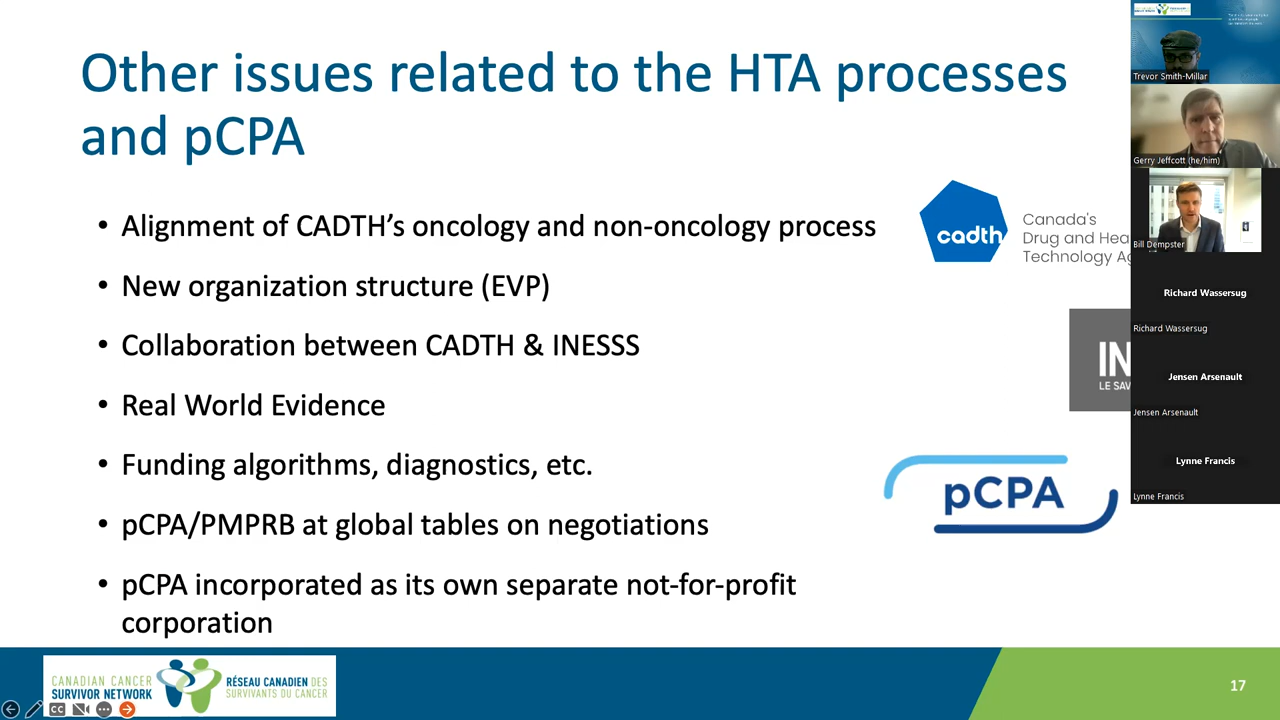 Other issues related to the HTA processes
and pCPA
• Alignment of CADTH’s oncology and non-oncology process
• New organization structure (EVP)
• Collaboration between CADTH & INESSS
• Real World Evidence
• Funding algorithms, diagnostics, etc.
• pCPA/PMPRB at global tables on negotiations
• pCPA incorporated as its own separate not-for-profit
corporation
cadth
Canada's
Drug and Hea
Technology Ag
IN
LE SAV
pCPA
Trevor Smith-Millar
Gerry Jeffcott (he/him)
Bill Dempster
Richard Wassersug
Richard Wassersug
Jensen Arsenault
Jensen Arsenault
Lynne Francis
Lynne Francis
CANADIAN CANCER
SURVIVOR NETWORK
RÉSEAU CANADIEN DES
SURVIVANTS DU CANCER
CC
17